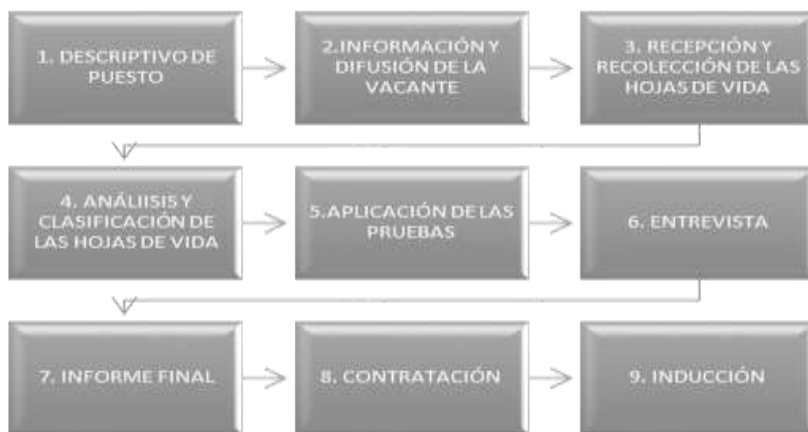 1. DESCRIPTIVO DE
PUESTO
2.INFORMACIÓN Y
DIFUSIÓN DE LA
VACANTE
3. RECEPCIÓN Y
RECOLECCIÓN DE LAS
HOJAS DE VIDA
4. ANÁLIISIS Y
CLASIFICACIÓN DE
LAS HOJAS DE VIDA
5.APLICACIÓN DE LAS
PRUEBAS
6. ENTREVISTA
7. INFORME FINAL
8. CONTRATACIÓN
9. INDUCCIÓN